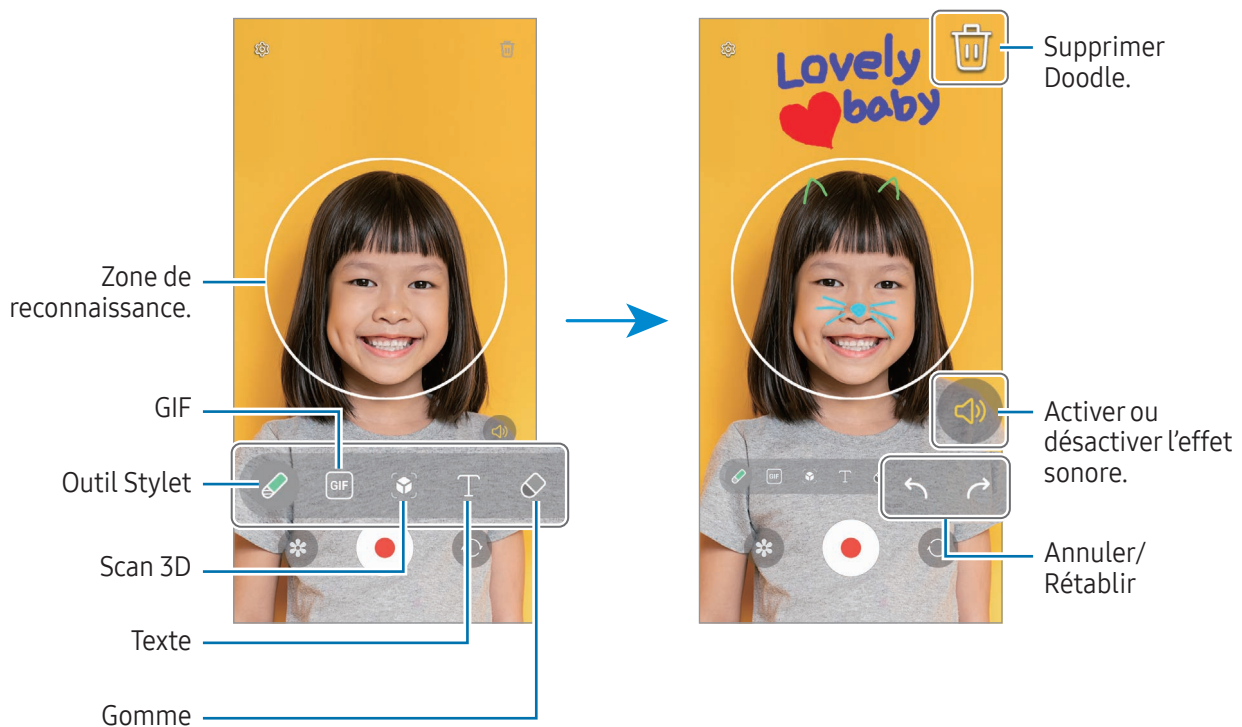 Lovely
baby
Supprimer
Doodle.
Zone de
reconnaissance.
GIF
Outil Stylet
GIF
T
Scan 3D
Texte
Gomme
GIF
T
Activer ou
désactiver l'effet
sonore.
Annuler/
Rétablir